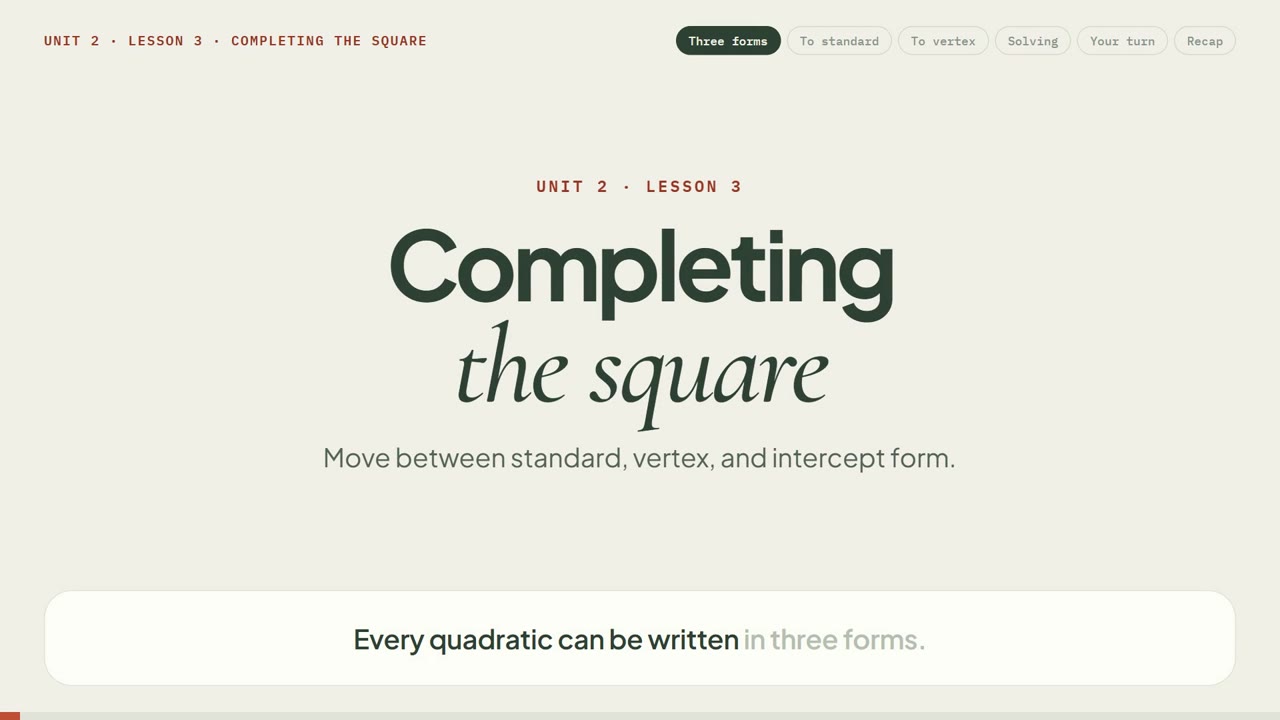 UNIT 2 · LESSON 3 · COMPLETING THE SQUARE
Three forms
To standard
To vertex
Solving
Your turn
Recap
UNIT 2 · LESSON 3
Completing
the square
Move between standard, vertex, and intercept form.
Every quadratic can be written in three forms.